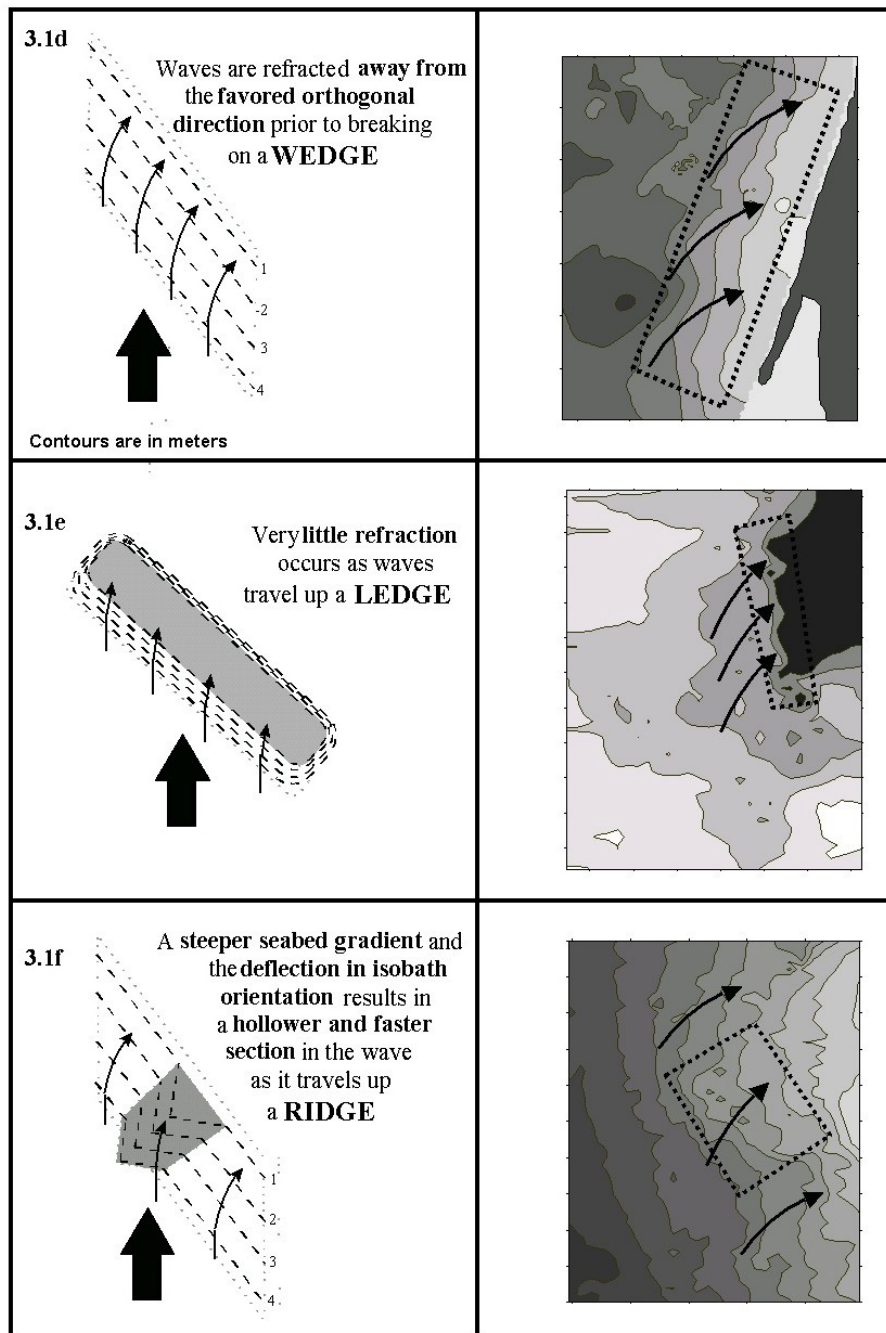 3.1d
Waves are refracted away from
the favored orthogonal
direction prior to breaking
on a WEDGE
1
-2
3
4
Contours are in meters
3.1e
Very little refraction
occurs as waves
travel up a LEDGE
3.1f
A steeper seabed gradient and
the deflection in isobath
orientation results in
a hollower and faster
section in the wave
as it travels up
a RIDGE
1
2
3
4